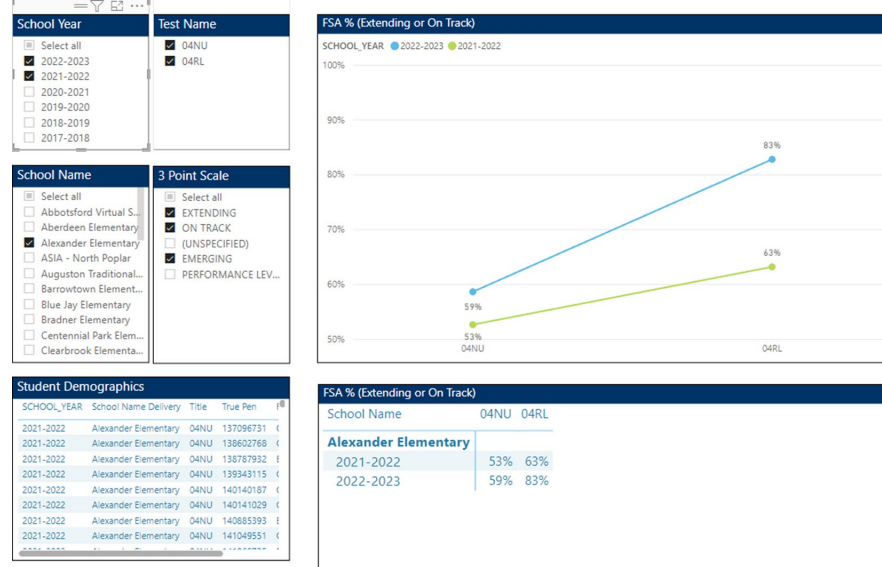 School Year
Select all
2022-2023
2021-2022
2020-2021
2019-2020
2018-2019
2017-2018
Test Name
04NU
04RL
School Name
Select all
Abbotsford Virtual S...
Aberdeen Elementary
Alexander Elementary
ASIA - North Poplar
Auguston Traditional...
Barrowtown Element...
Blue Jay Elementary
Bradner Elementary
Centennial Park Elem...
Clearbrook Elementa...
3 Point Scale
Select all
EXTENDING
ON TRACK
(UNSPECIFIED)
EMERGING
PERFORMANCE LEV...
FSA % (Extending or On Track)
SCHOOL_YEAR 2022-2023 2021-2022
100%
90%
83%
80%
70%
63%
60%
59%
53%
50%
04NU 04RL
Student Demographics
SCHOOL_YEAR School Name Delivery Title True Pen
2021-2022 Alexander Elementary 04NU 137096731
2021-2022 Alexander Elementary 04NU 138602768
2021-2022 Alexander Elementary 04NU 138787932
2021-2022 Alexander Elementary 04NU 139343115
2021-2022 Alexander Elementary 04NU 140140187
2021-2022 Alexander Elementary 04NU 140141029
2021-2022 Alexander Elementary 04NU 140885393
2021-2022 Alexander Elementary 04NU 141049551
FSA % (Extending or On Track)
School Name 04NU 04RL
Alexander Elementary
2021-2022 53% 63%
2022-2023 59% 83%